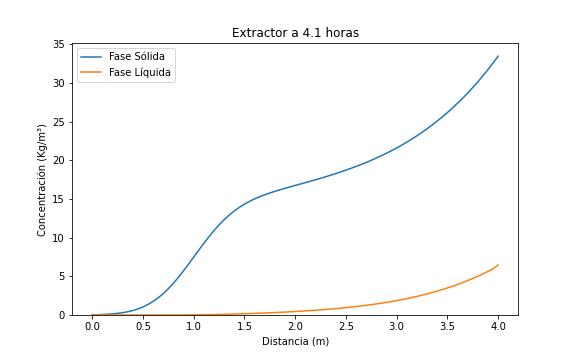 Extractor a 4.1 horas
Fase Sólida
Fase Líquida
Concentración (Kg/m³)
35
30
25
20
15
10
5
0
0.0 0.5 1.0 1.5 2.0 2.5 3.0 3.5 4.0
Distancia (m)